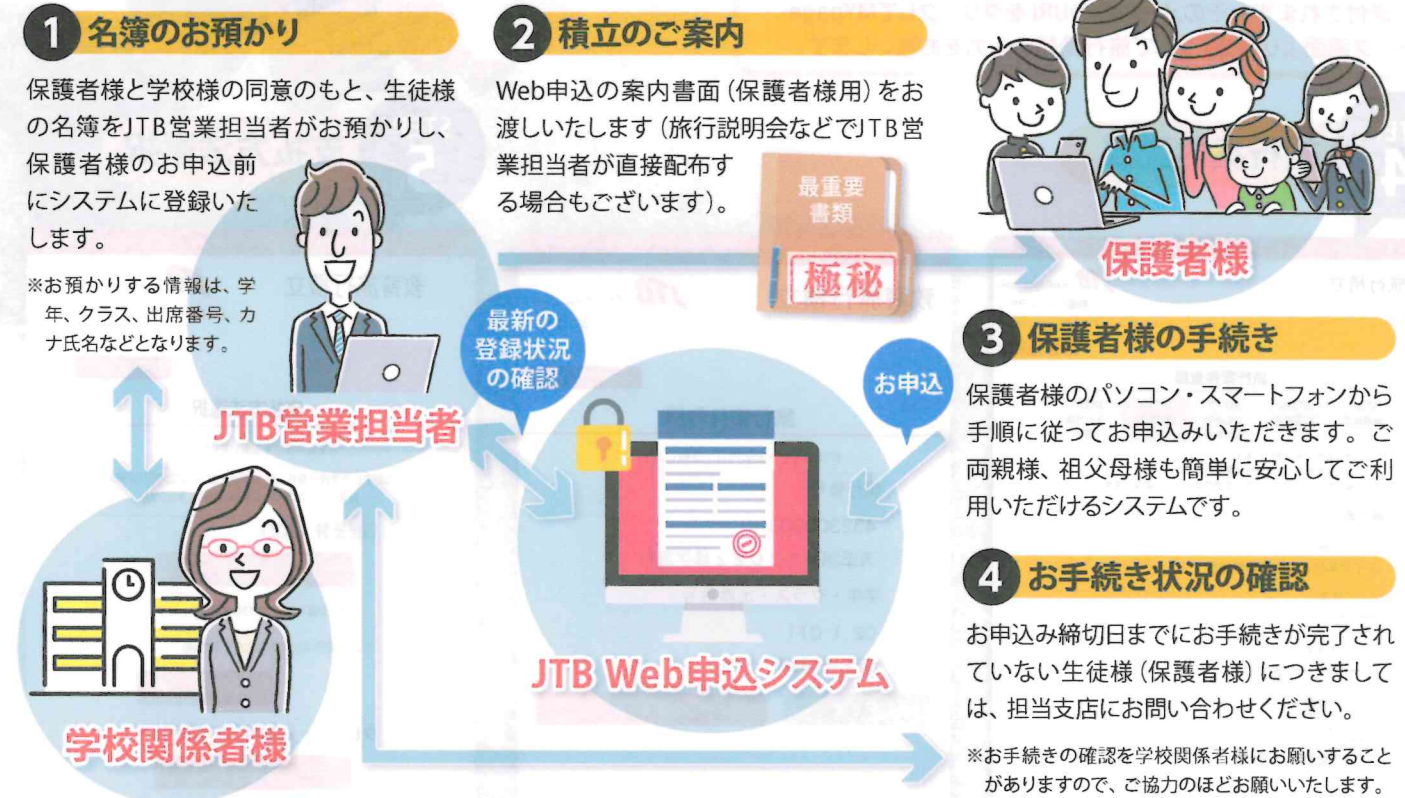 1 名簿のお預かり
保護者様と学校様の同意のもと、生徒様
の名簿をJTB営業担当者がお預かりし、
保護者様のお申込前
にシステムに登録いた
します。
※お預かりする情報は、学
年、クラス、出席番号、カ
ナ氏名などとなります。
2 積立のご案内
Web申込の案内書面（保護者様用）をお
渡しいたします（旅行説明会などでJTB営
業担当者が直接配布す
る場合もございます）。
最重要
書類
極秘
保護者様
JTB営業担当者
最新の
登録状況
の確認
お申込
JTB Web申込システム
学校関係者様
3 保護者様の手続き
保護者様のパソコン・スマートフォンから
手順に従ってお申込みいただきます。ご
両親様、祖父母様も簡単に安心してご利
用いただけるシステムです。
4 お手続き状況の確認
お申込み締切日までにお手続きが完了され
ていない生徒様（保護者様）につきまして
は、担当支店にお問い合わせください。
※お手続きの確認を学校関係者様にお願いすること
がありますので、ご協力のほどお願いいたします。